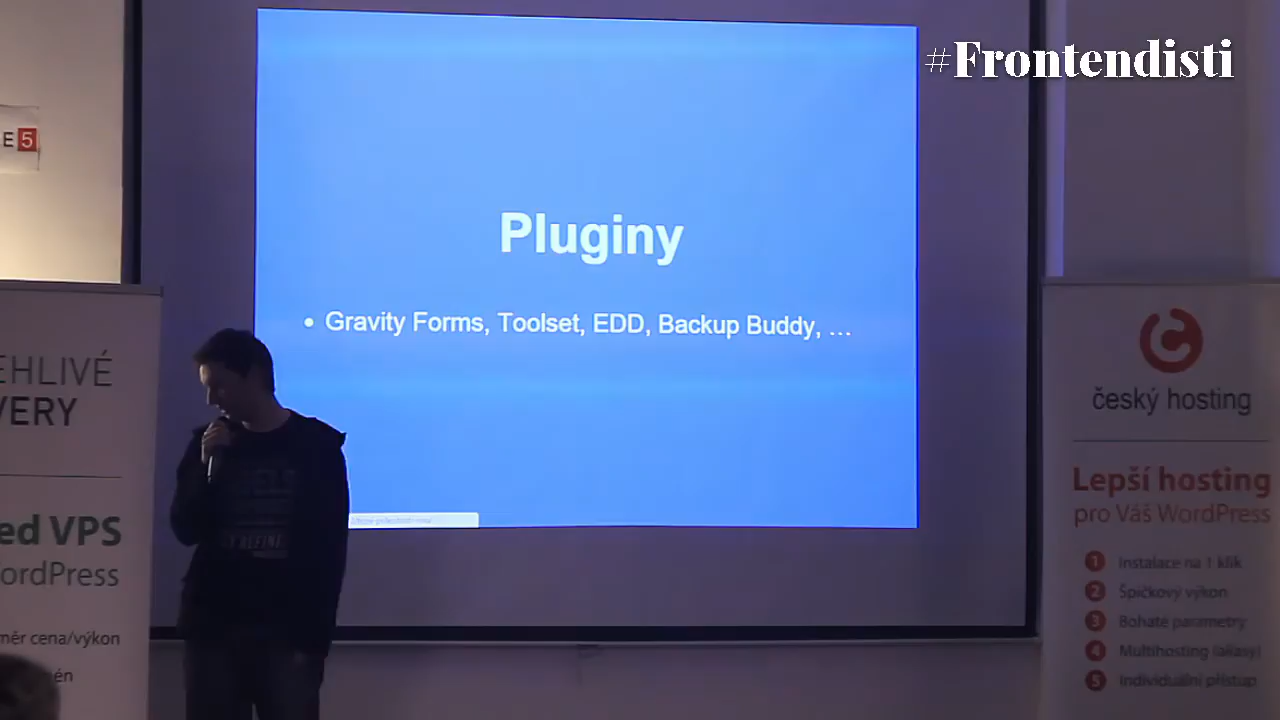 #Frontendisti
E5
Pluginy
• Gravity Forms, Toolset, EDD, Backup Buddy, ...
EHLIVÉ
VERY
ed VPS
ordPress
měr cena/výkon
én
český hosting
Lepší hosting
pro Váš WordPress
1 Instalace na 1 klik
2 Špičkový výkon
3 Bohaté parametry
4 Multihosting (aliasy)
5 Individuální přístup